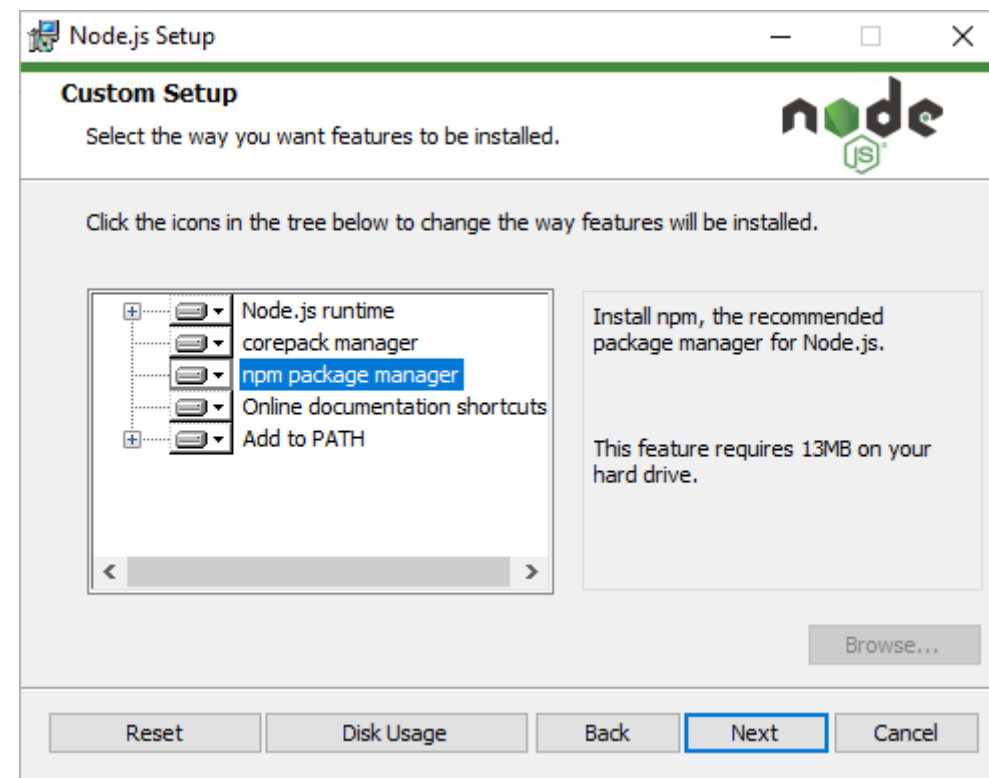 Node.js Setup
Custom Setup
Select the way you want features to be installed.
node
JS
Click the icons in the tree below to change the way features will be installed.
Node.js runtime
corepack manager
npm package manager
Online documentation shortcuts
Add to PATH
Install npm, the recommended
package manager for Node.js.
This feature requires 13MB on your
hard drive.
Browse...
Reset
Disk Usage
Back
Next
Cancel